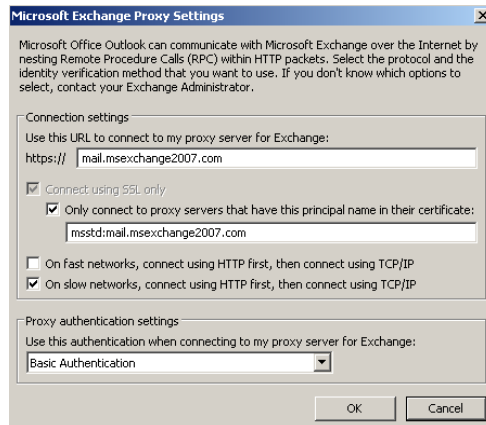 Microsoft Exchange Proxy Settings
Microsoft Office Outlook can communicate with Microsoft Exchange over the Internet by
nesting Remote Procedure Calls (RPC) within HTTP packets. Select the protocol and the
identity verification method that you want to use. If you don't know which options to
select, contact your Exchange Administrator.
Connection settings
Use this URL to connect to my proxy server for Exchange:
https:// mail.msexchange2007.com
Connect using SSL only
Only connect to proxy servers that have this principal name in their certificate:
msstd:mail.msexchange2007.com
On fast networks, connect using HTTP first, then connect using TCP/IP
On slow networks, connect using HTTP first, then connect using TCP/IP
Proxy authentication settings
Use this authentication when connecting to my proxy server for Exchange:
Basic Authentication
OK Cancel